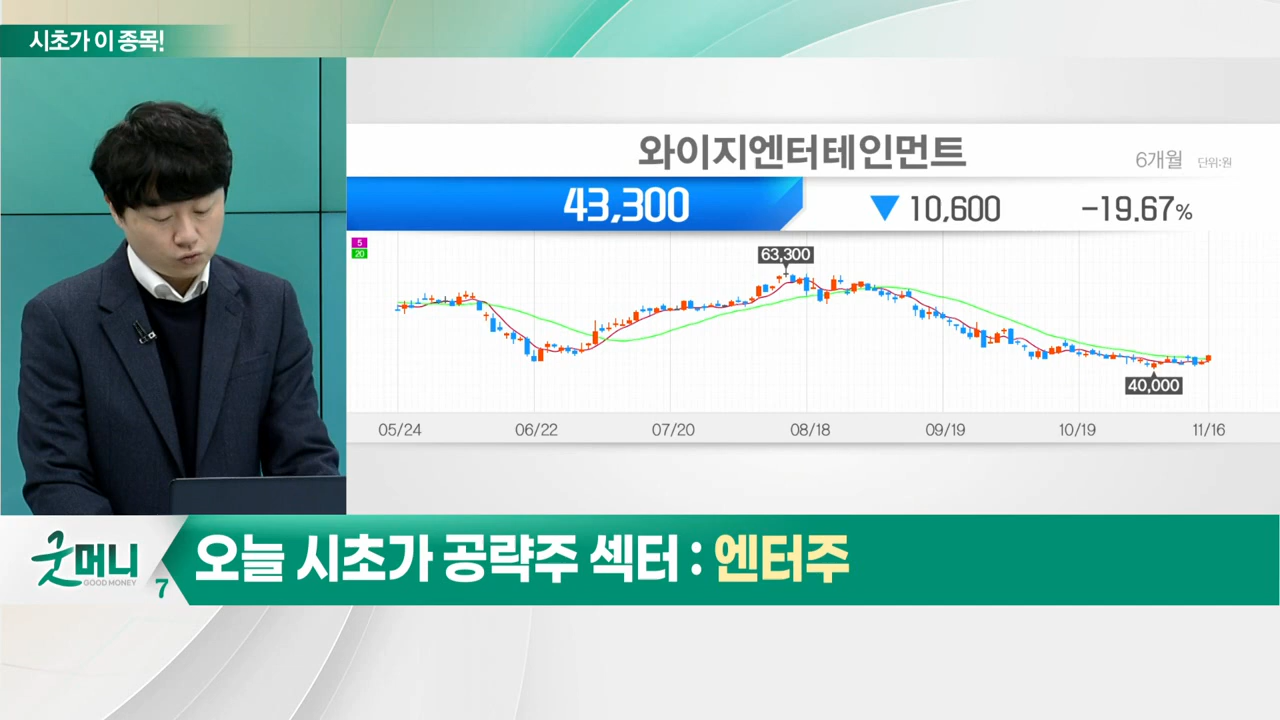 시초가 이 종목!
와이지엔터테인먼트
6개월 단위:원
43,300 ▼ 10,600 -19.67%
5
20
63,300
40,000
05/24 06/22 07/20 08/18 09/19 10/19 11/16
굿머니
GOOD MONEY
7
오늘 시초가 공략주 섹터 : 엔터주